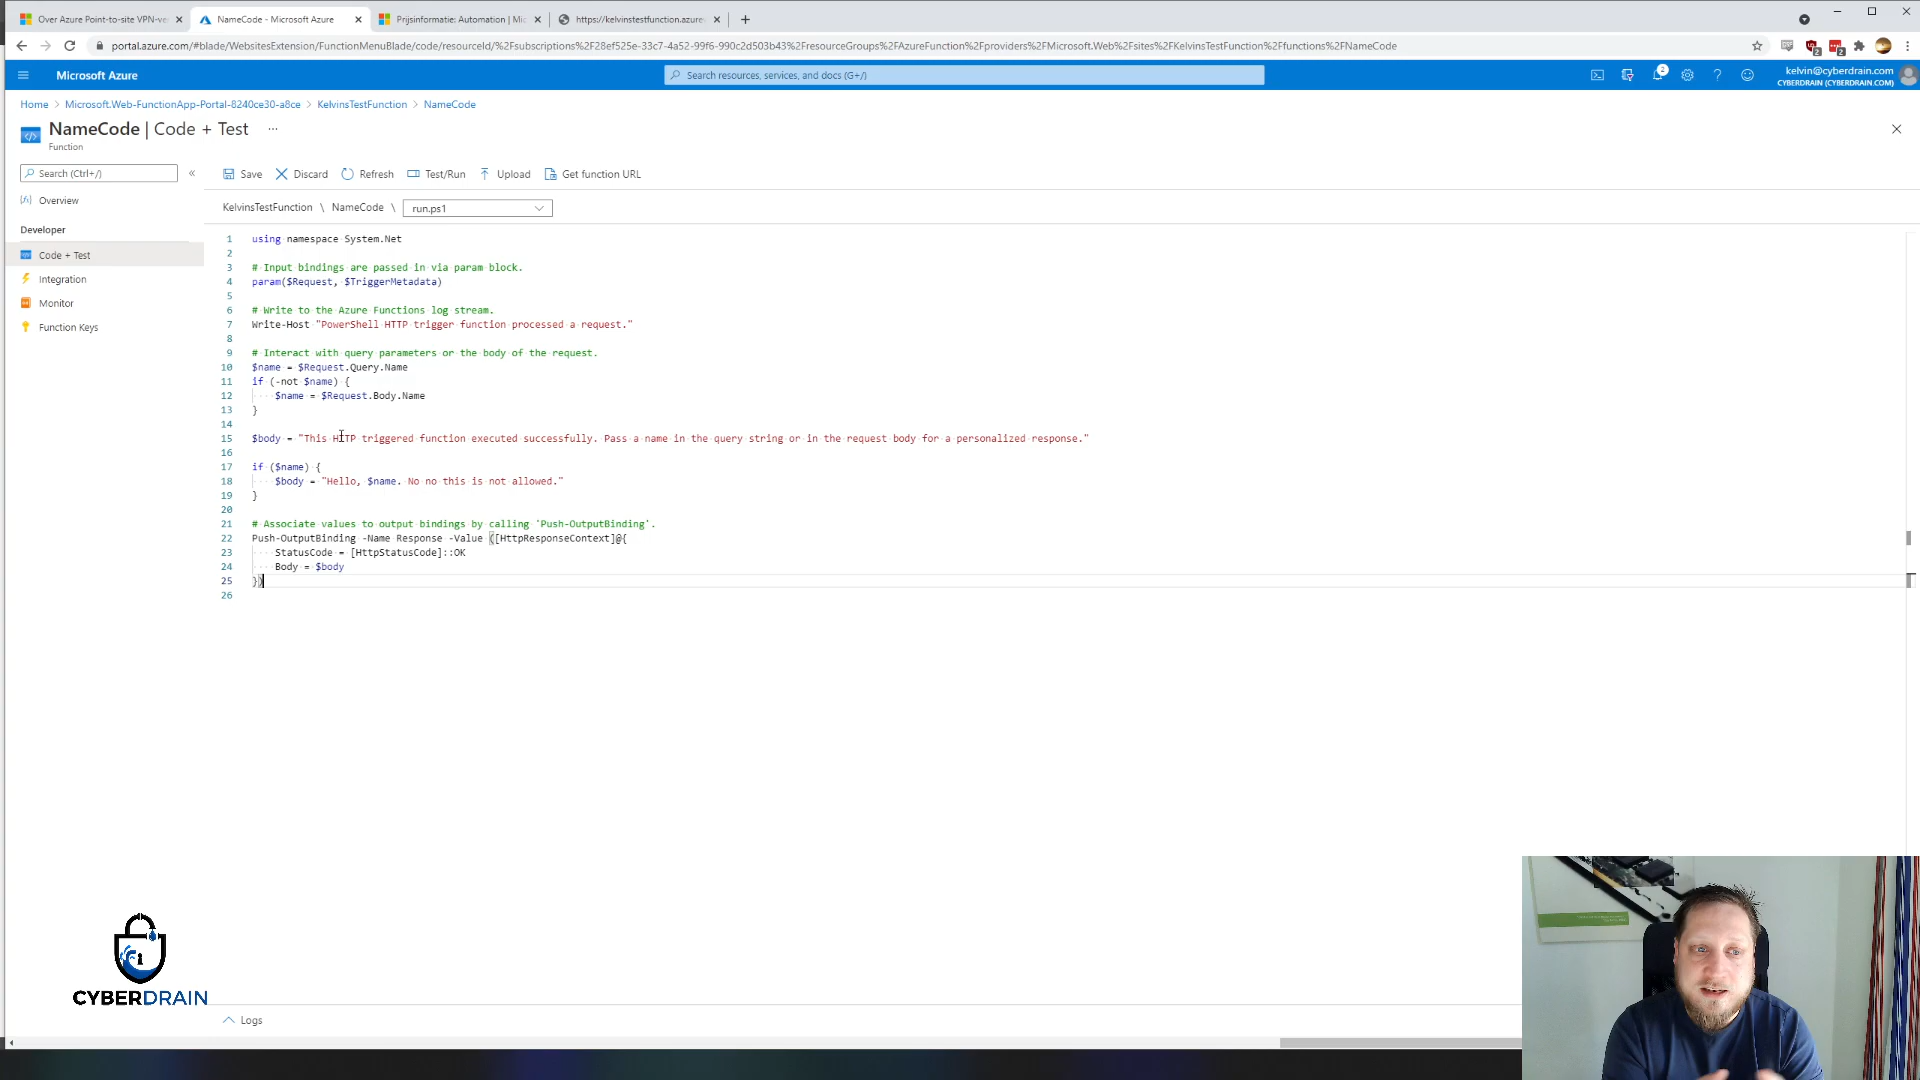 Over Azure Point-to-site VPN-ve
NameCode - Microsoft Azure
Prijsinformatie: Automation | Mic
https://kelvinstestfunction.azure
portal.azure.com/#blade/WebsitesExtension/FunctionMenuBlade/code/resourceId/%2Fsubscriptions%2F28ef525e-33c7-4a52-99f6-990c2d503b43%2FresourceGroups%2FAzureFunction%2Fproviders%2FMicrosoft.Web%2Fsites%2FKelvinsTestFunction%2Ffunctions%2FNameCode
2
2
Microsoft Azure
Search resources, services, and docs (G+/)
2
kelvin@cyberdrain.com
CYBERDRAIN (CYBERDRAIN.COM)
Home > Microsoft.Web-FunctionApp-Portal-8240ce30-a8ce > KelvinsTestFunction > NameCode
NameCode | Code + Test ...
Function
Search (Ctrl+/)
«
Overview
Developer
Code + Test
Integration
Monitor
Function Keys
Save Discard Refresh Test/Run Upload Get function URL
KelvinsTestFunction \ NameCode \ run.ps1
1 using namespace System.Net
2
3 # Input bindings are passed in via param block.
4 param($Request, $TriggerMetadata)
5
6 # Write to the Azure Functions log stream.
7 Write-Host "PowerShell HTTP trigger function processed a request."
8
9 # Interact with query parameters or the body of the request.
10 $name = $Request.Query.Name
11 if (-not $name) {
12 $name = $Request.Body.Name
13 }
14
15 $body = "This HTTP triggered function executed successfully. Pass a name in the query string or in the request body for a personalized response."
16
17 if ($name) {
18 $body = "Hello, $name. No no this is not allowed."
19 }
20
21 # Associate values to output bindings by calling 'Push-OutputBinding'.
22 Push-OutputBinding -Name Response -Value ([HttpResponseContext]@{
23 StatusCode = [HttpStatusCode]::OK
24 Body = $body
25 })
26
CYBERDRAIN
Logs